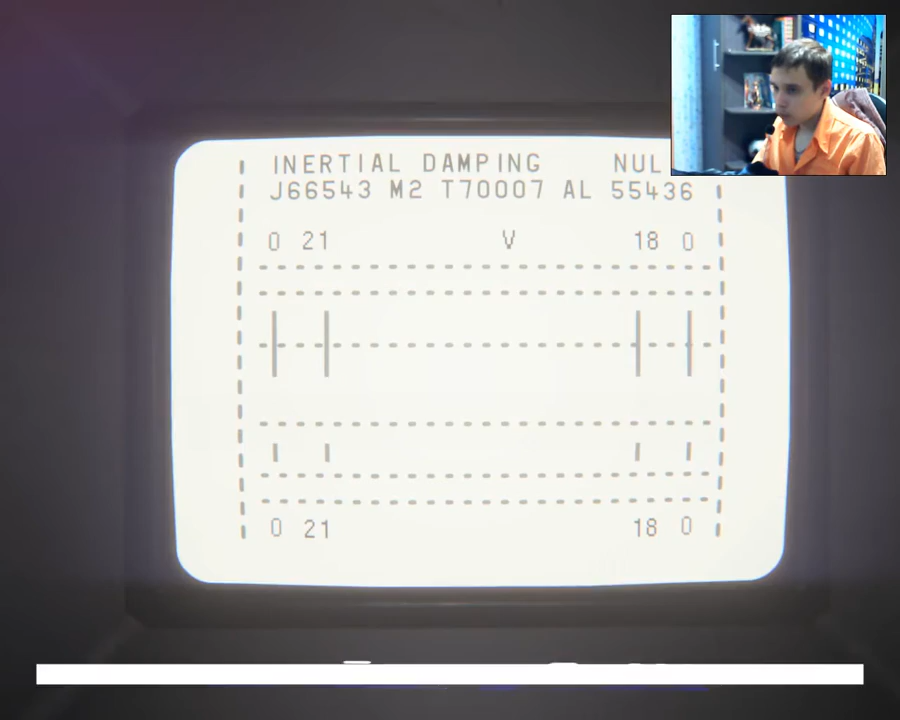 INERTIAL DAMPING NUL
J66543 M2 T70007 AL 55436
0 21 V 18 0
0 21 18 0